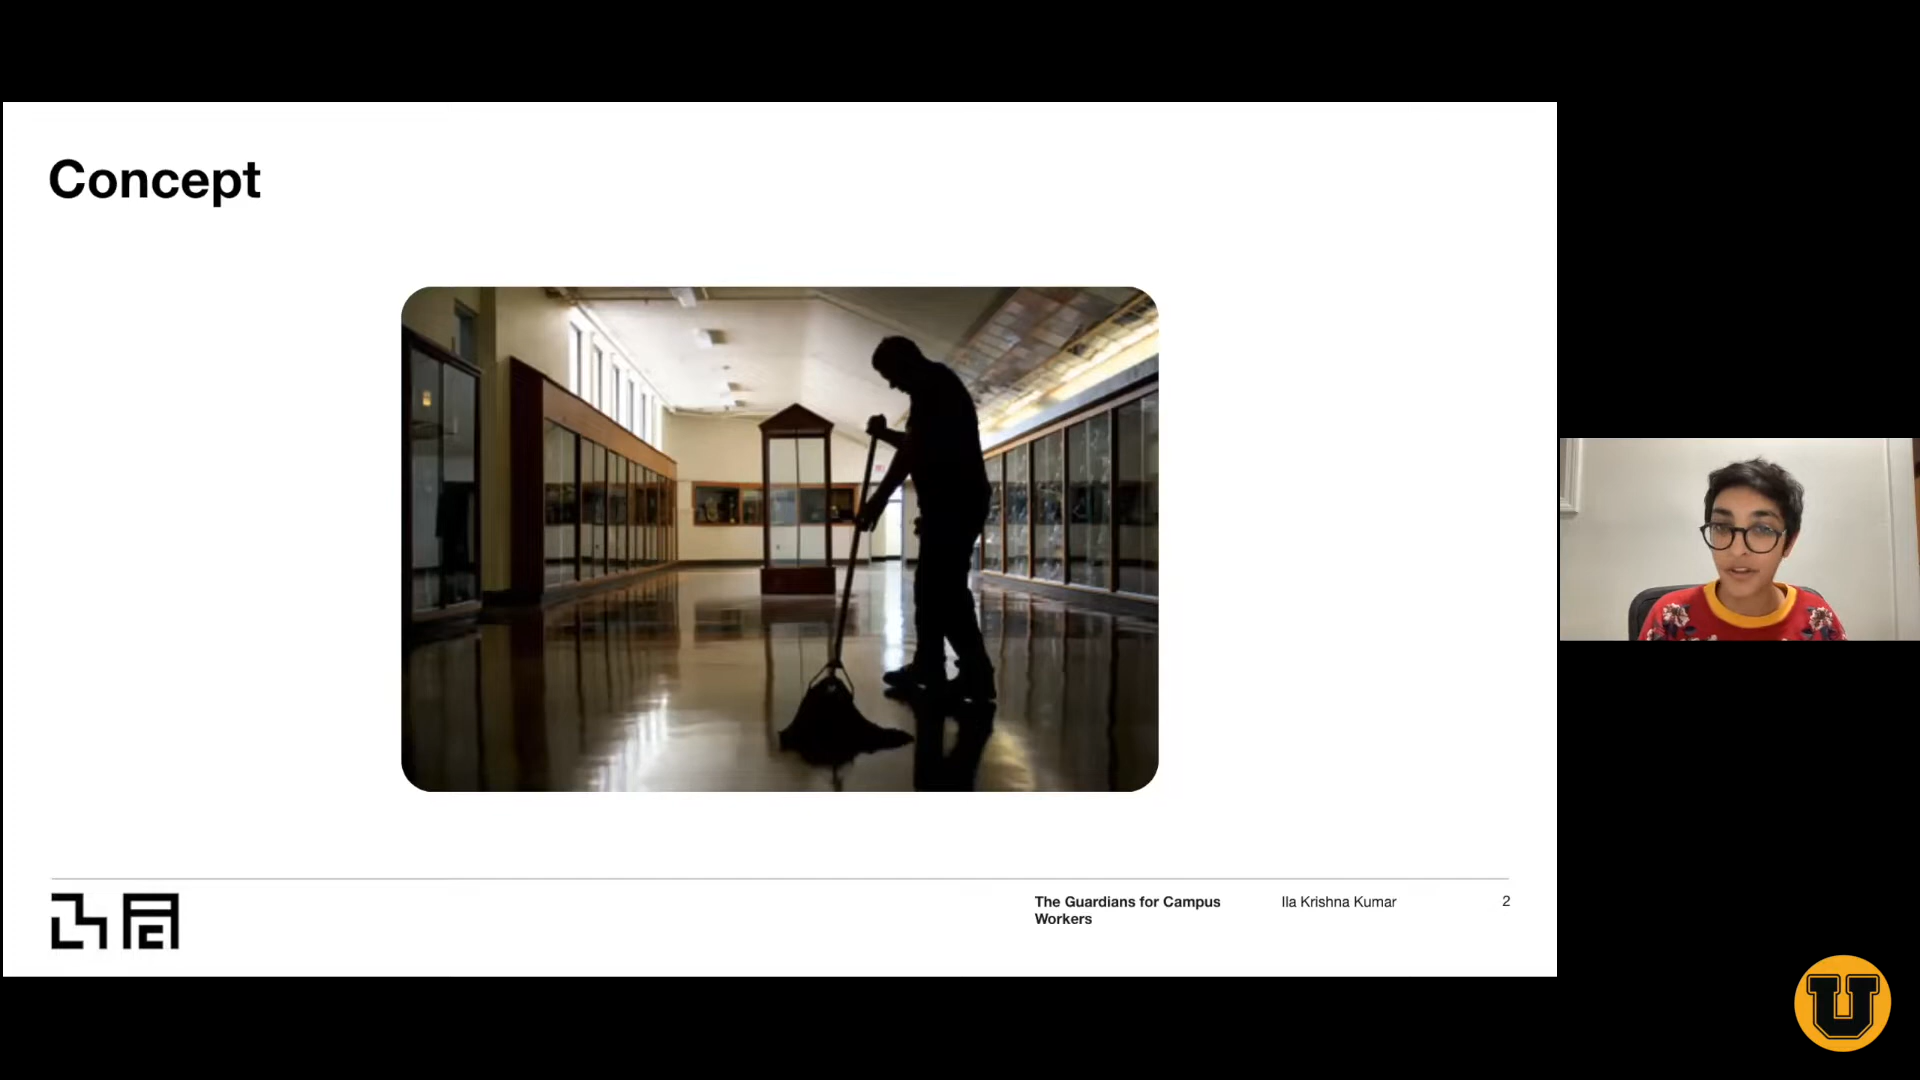 Concept
The Guardians for Campus
Workers
Ila Krishna Kumar
2
U